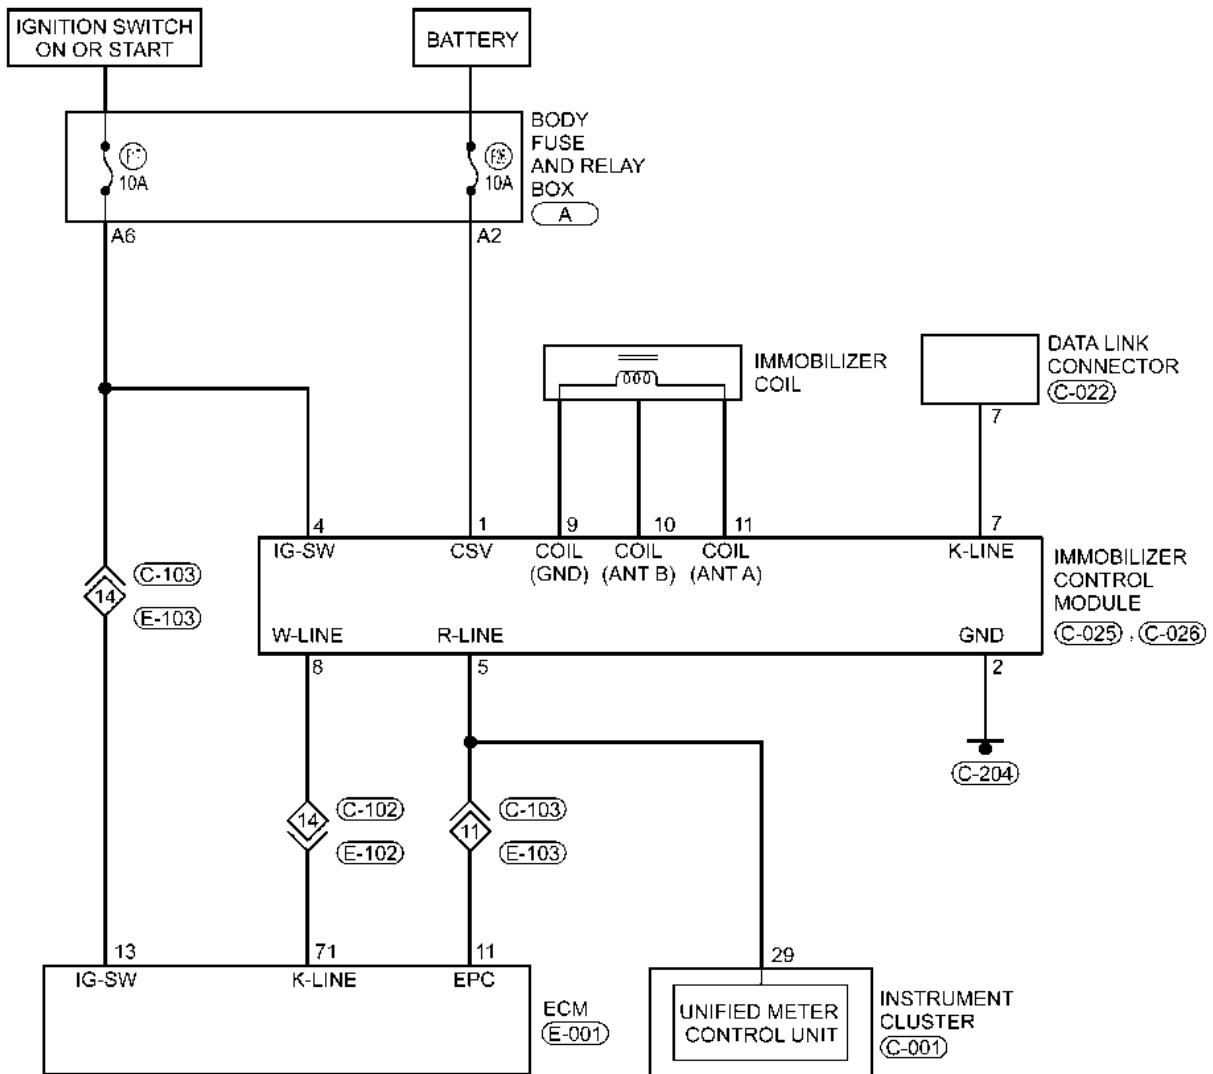 IGNITION SWITCH
ON OR START
BATTERY
BODY
FUSE
AND RELAY
BOX
A
10A
10A
A6
A2
IMMOBILIZER
COIL
DATA LINK
CONNECTOR
C-022
7
4
1
9
10
11
7
IG-SW
CSV
COIL
(GND)
COIL
(ANT B)
COIL
(ANT A)
K-LINE
IMMOBILIZER
CONTROL
MODULE
C-025 , C-026
W-LINE
R-LINE
GND
8
5
2
C-103
14
E-103
C-204
C-102
14
E-102
C-103
11
E-103
13
71
11
29
IG-SW
K-LINE
EPC
ECM
E-001
UNIFIED METER
CONTROL UNIT
INSTRUMENT
CLUSTER
C-001